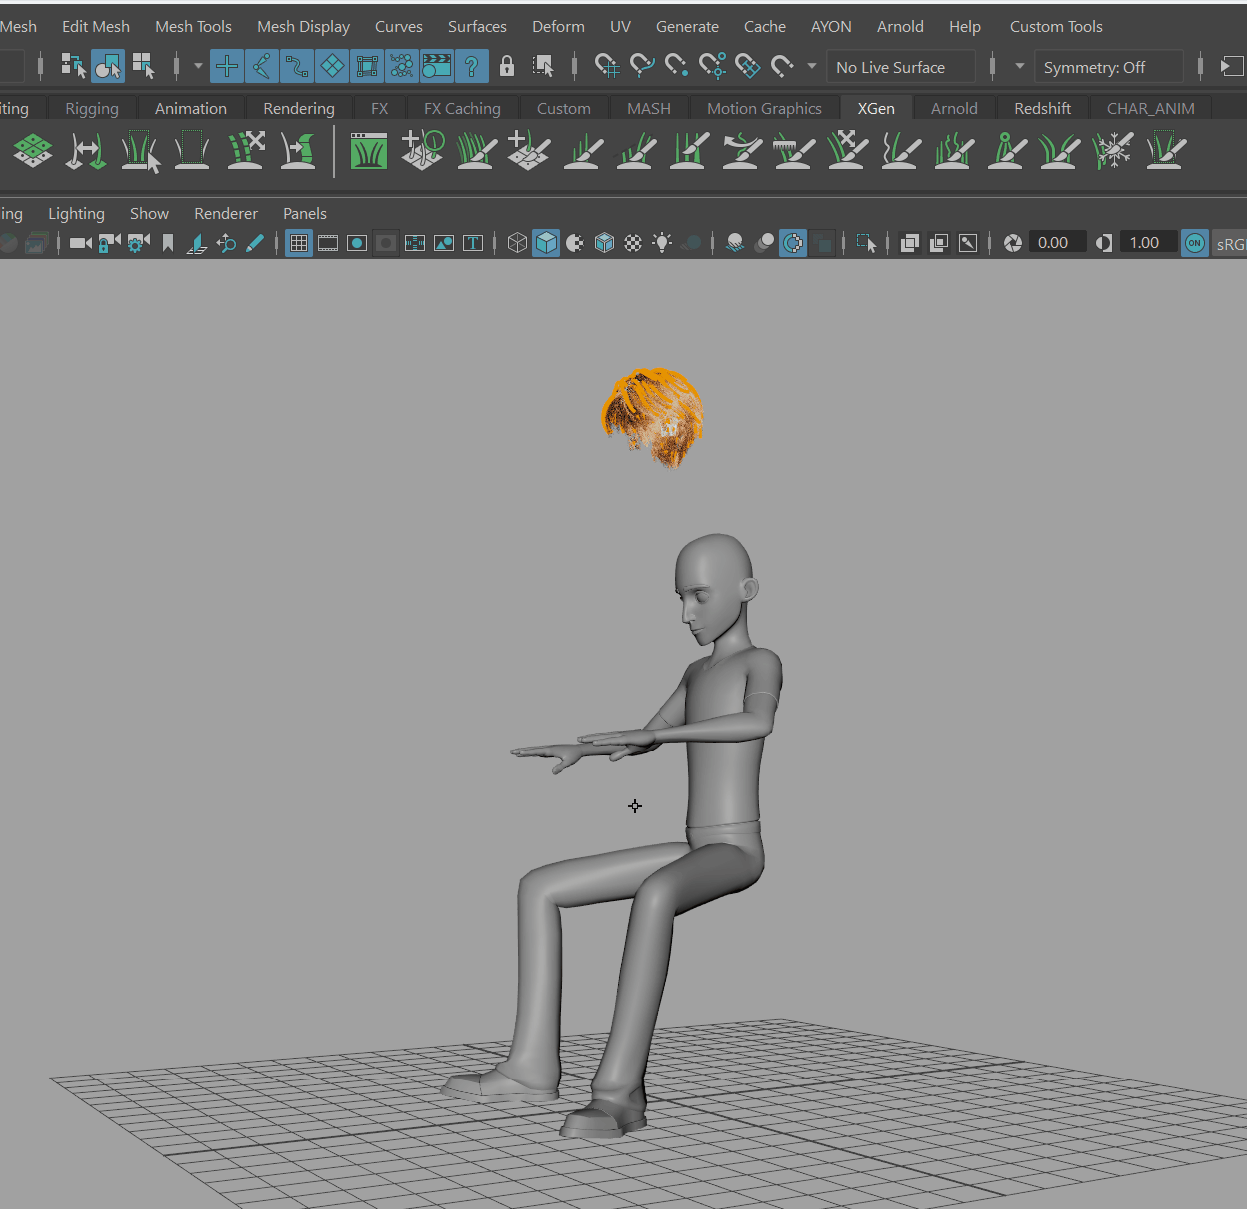 Mesh Edit Mesh Mesh Tools Mesh Display Curves Surfaces Deform UV Generate Cache AYON Arnold Help Custom Tools
? No Live Surface Symmetry: Off
iting Rigging Animation Rendering FX FX Caching Custom MASH Motion Graphics XGen Arnold Redshift CHAR_ANIM
ing Lighting Show Renderer Panels
T 0.00 1.00 ON sRG